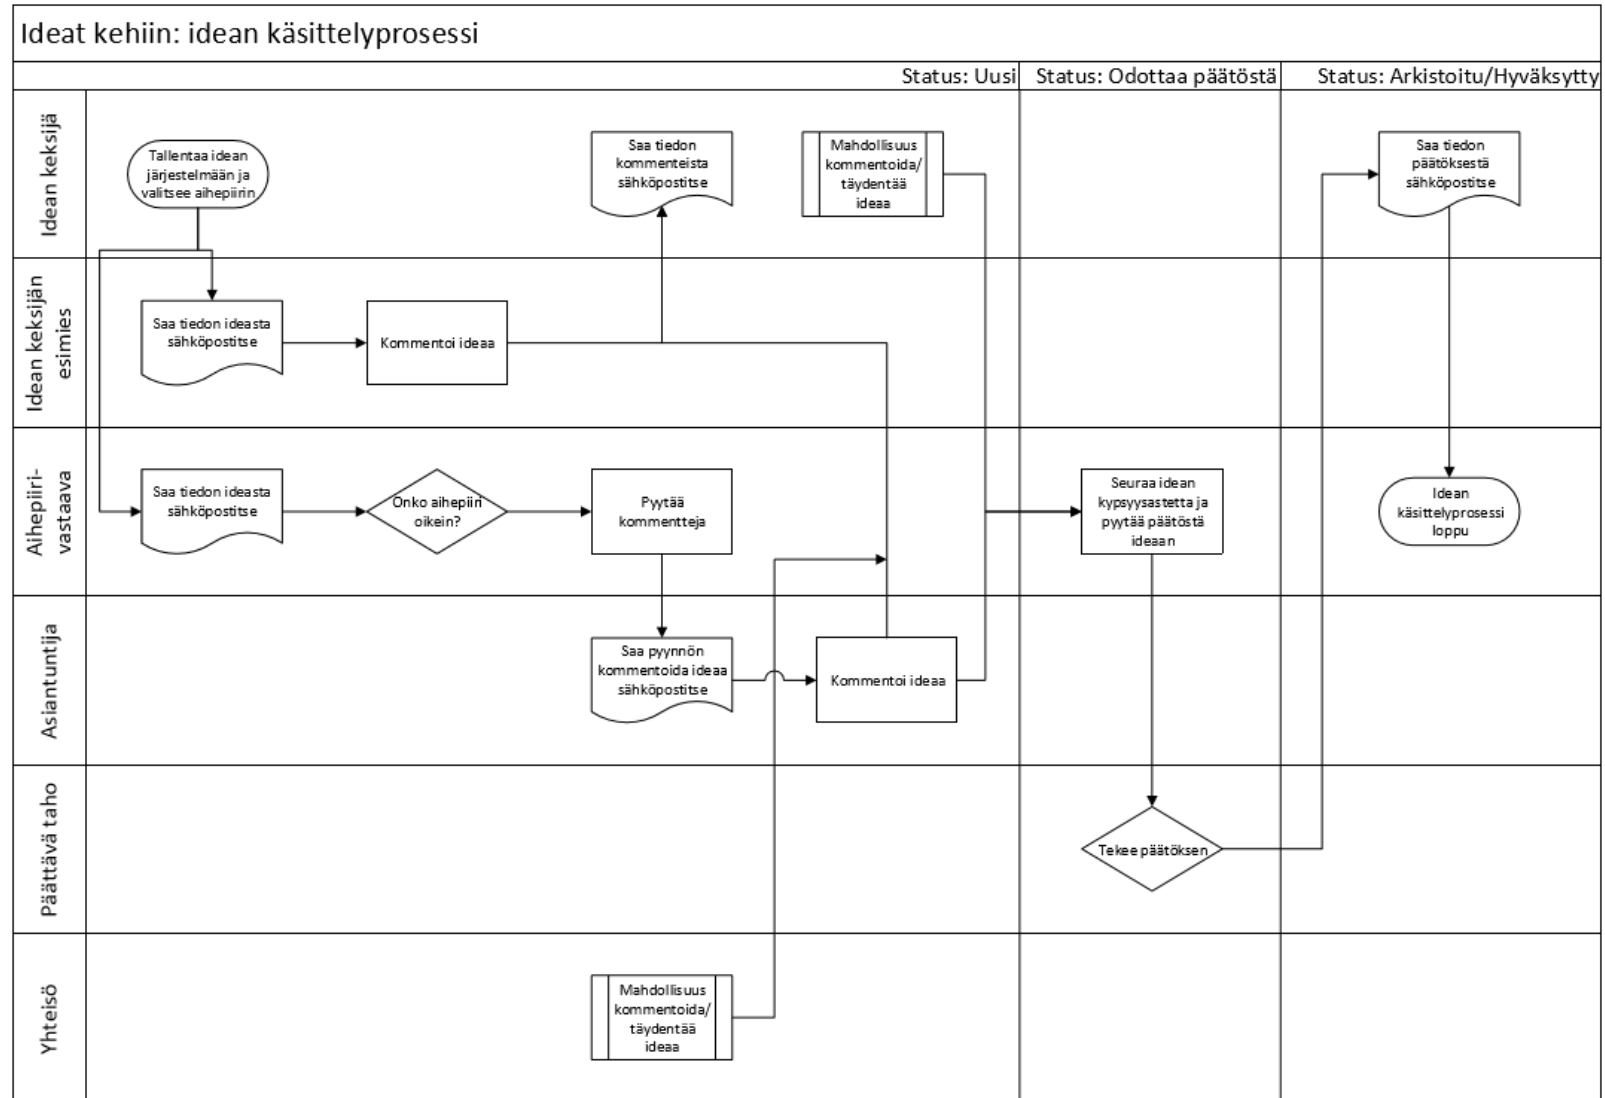 Ideat kehiin: idean käsittelyprosessi
Status: Uusi
Status: Odottaa päätöstä
Status: Arkistoitu/Hyväksytty
Idean keksijä
Tallentaa idean
järjestelmään ja
valitsee aihepiirin
Saa tiedon
kommenteista
sähköpostitse
Mahdollisuus
kommentoida/
täydentää
ideaa
Saa tiedon
päätöksestä
sähköpostitse
Idean keksijän
esimies
Saa tiedon ideasta
sähköpostitse
Kommentoi ideaa
Aihepiiri-
vastaava
Saa tiedon ideasta
sähköpostitse
Onko aihepiiri
oikein?
Pyytää
kommentteja
Seuraa idean
kypsyysastetta ja
pyytää päätöstä
ideaan
Idean
käsittelyprosessi
loppu
Asiantuntija
Saa pyynnön
kommentoida ideaa
sähköpostitse
Kommentoi ideaa
Päättävä taho
Tekee päätöksen
Yhteisö
Mahdollisuus
kommentoida/
täydentää
ideaa